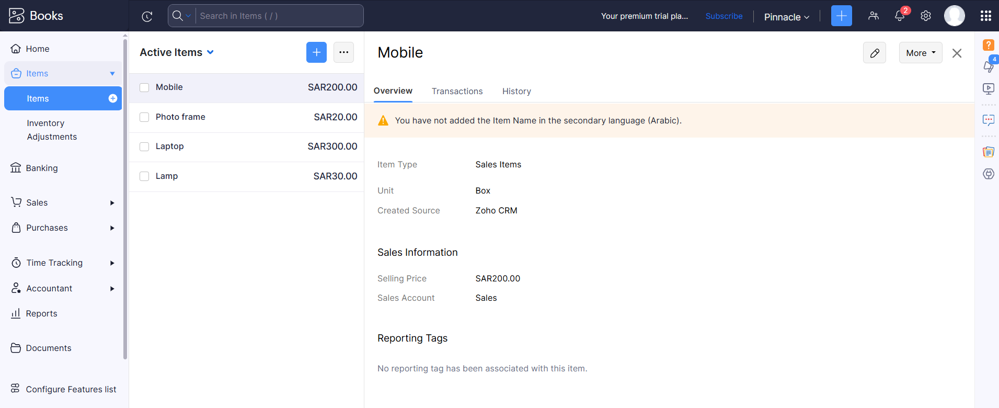 Books
Search in Items ( / )
Your premium trial pla...
Subscribe
Pinnacle
2
Home
Items
Items
Inventory
Adjustments
Banking
Sales
Purchases
Time Tracking
Accountant
Reports
Documents
Configure Features list
Active Items
Mobile SAR200.00
Photo frame SAR20.00
Laptop SAR300.00
Lamp SAR30.00
Mobile
More
Overview Transactions History
You have not added the Item Name in the secondary language (Arabic).
Item Type Sales Items
Unit Box
Created Source Zoho CRM
Sales Information
Selling Price SAR200.00
Sales Account Sales
Reporting Tags
No reporting tag has been associated with this item.
?
4